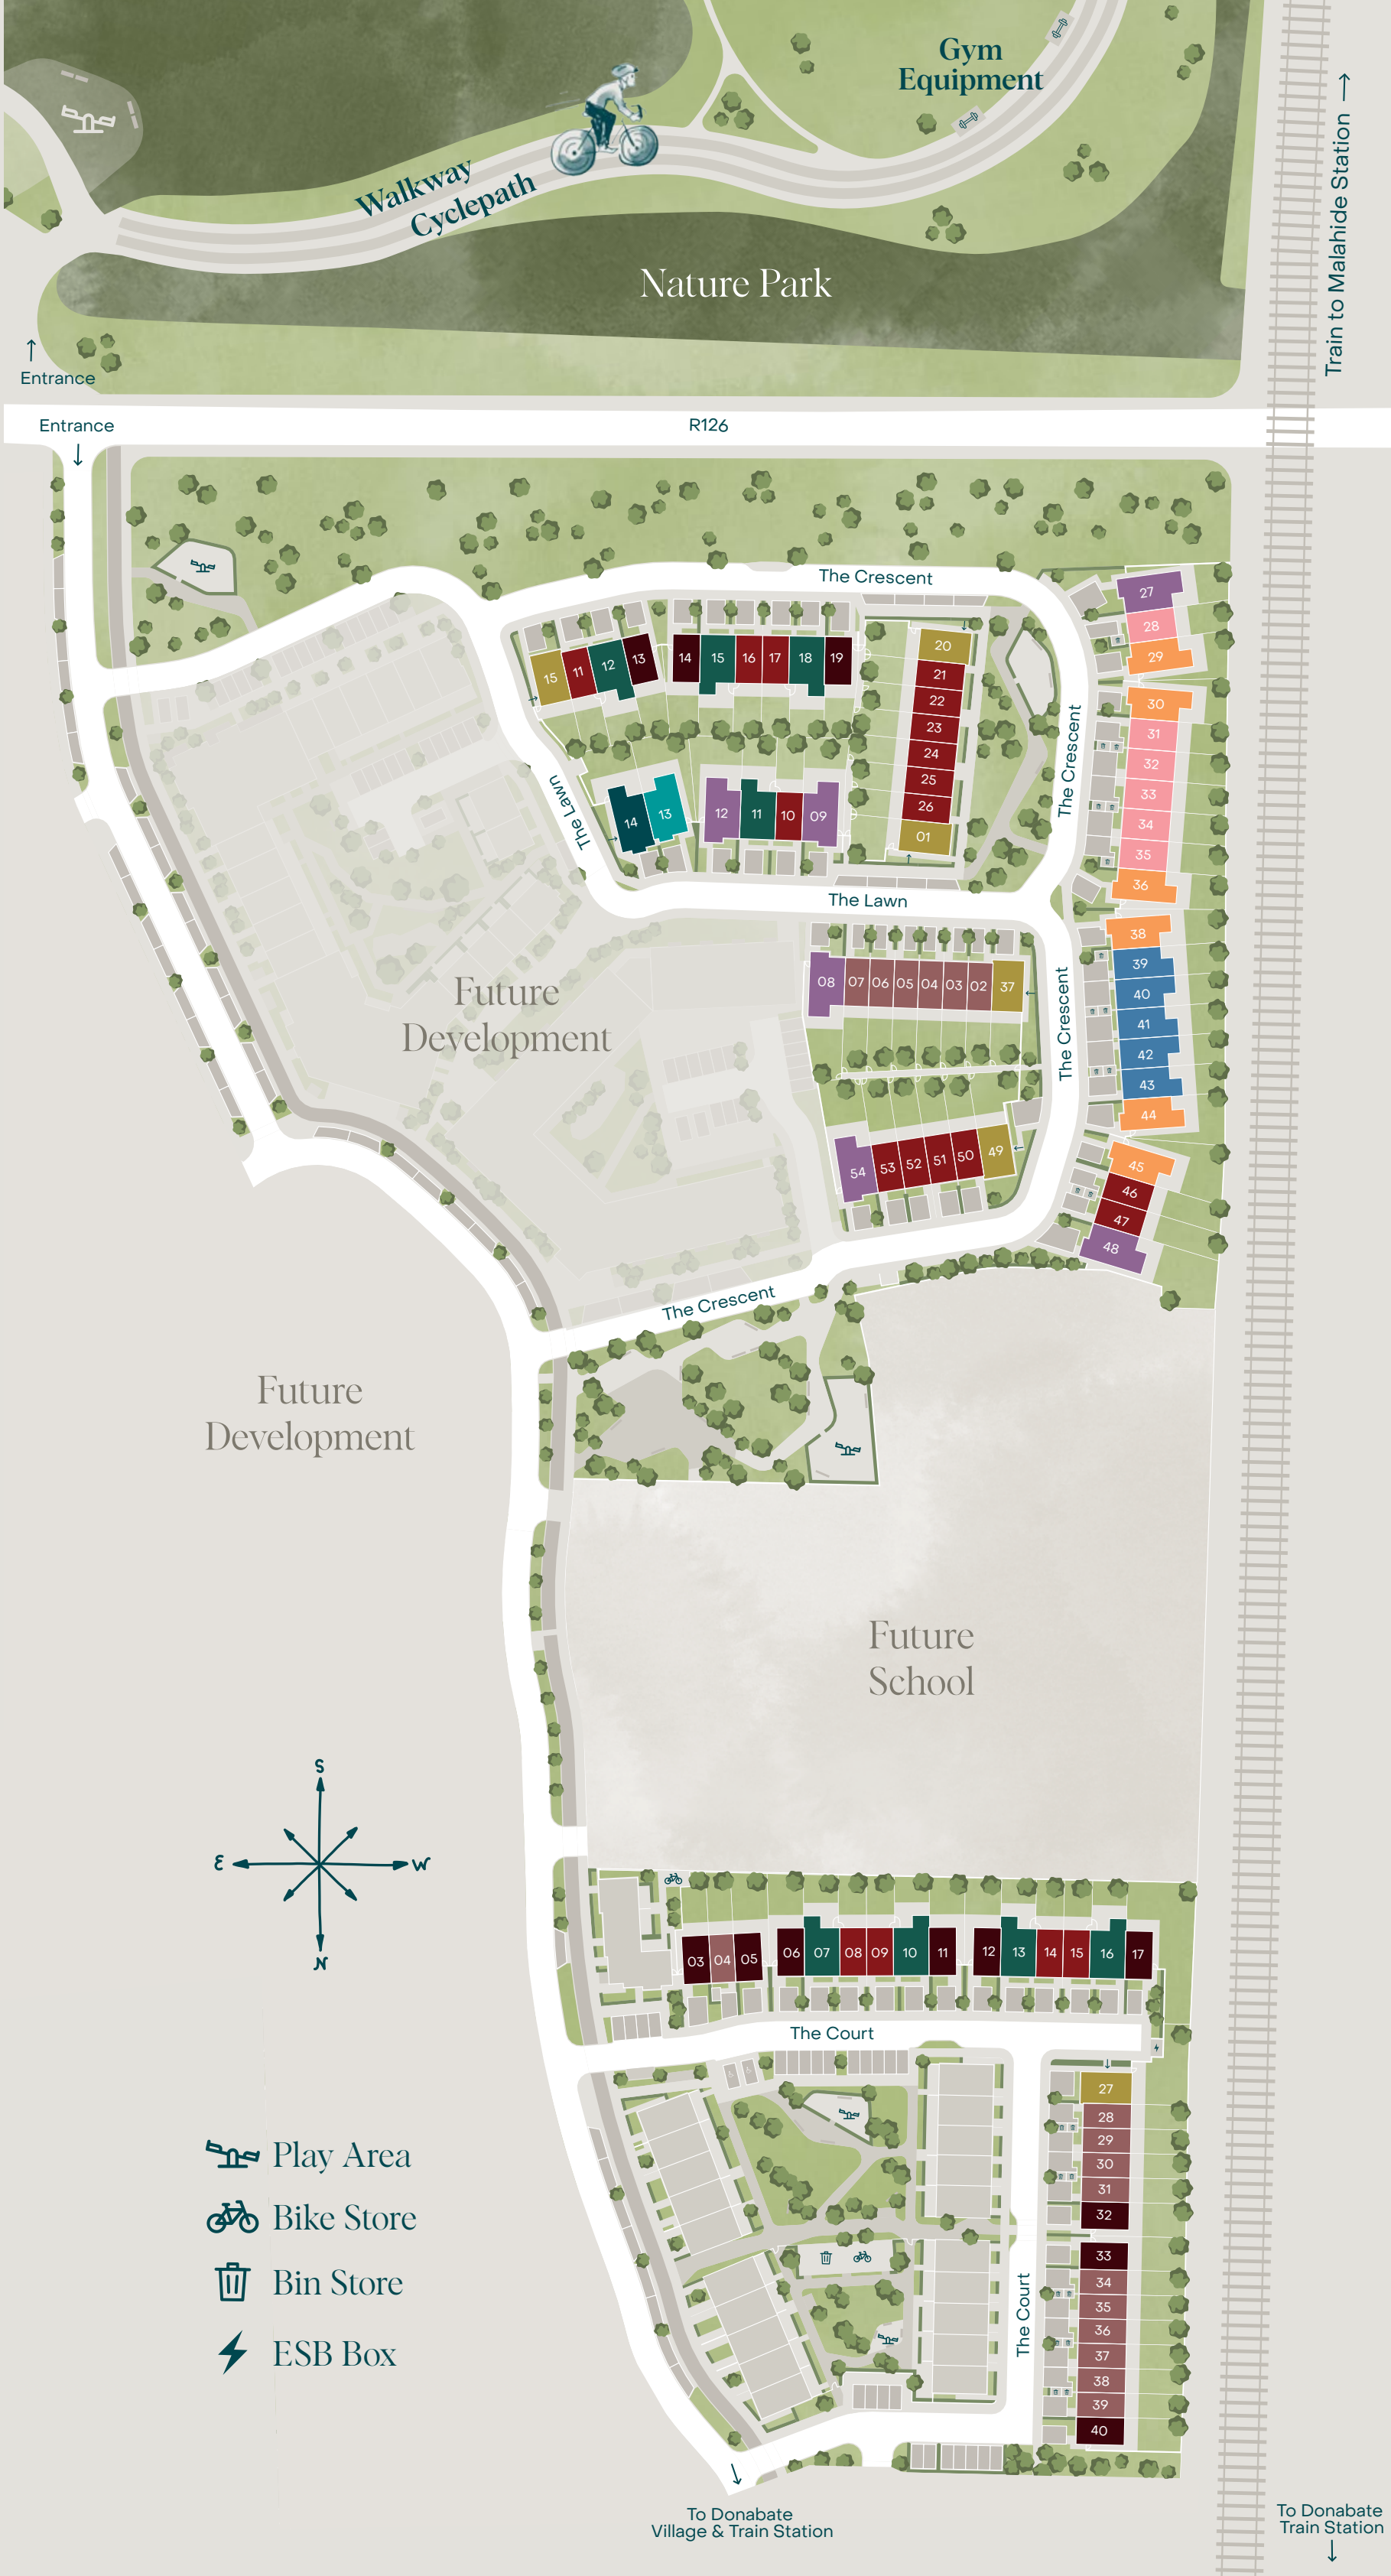 Gym
Equipment
Walkway
Cyclepath
Train to Malahide Station
Nature Park
Entrance
Entrance
R126
The Crescent
27
28
29
15
11
12
13
14
15
16
17
18
19
20
21
22
23
24
25
26
01
30
31
32
33
34
35
36
The Crescent
The Lawn
14
13
12
11
10
09
The Lawn
38
39
40
41
42
43
44
08
07
06
05
04
03
02
37
The Crescent
Future
Development
54
53
52
51
50
49
45
46
47
48
The Crescent
Future
Development
Future
School
S
E
W
N
03
04
05
06
07
08
09
10
11
12
13
14
15
16
17
The Court
27
28
29
30
31
32
33
34
35
36
37
38
39
40
The Court
Play Area
Bike Store
Bin Store
ESB Box
To Donabate
Village & Train Station
To Donabate
Train Station